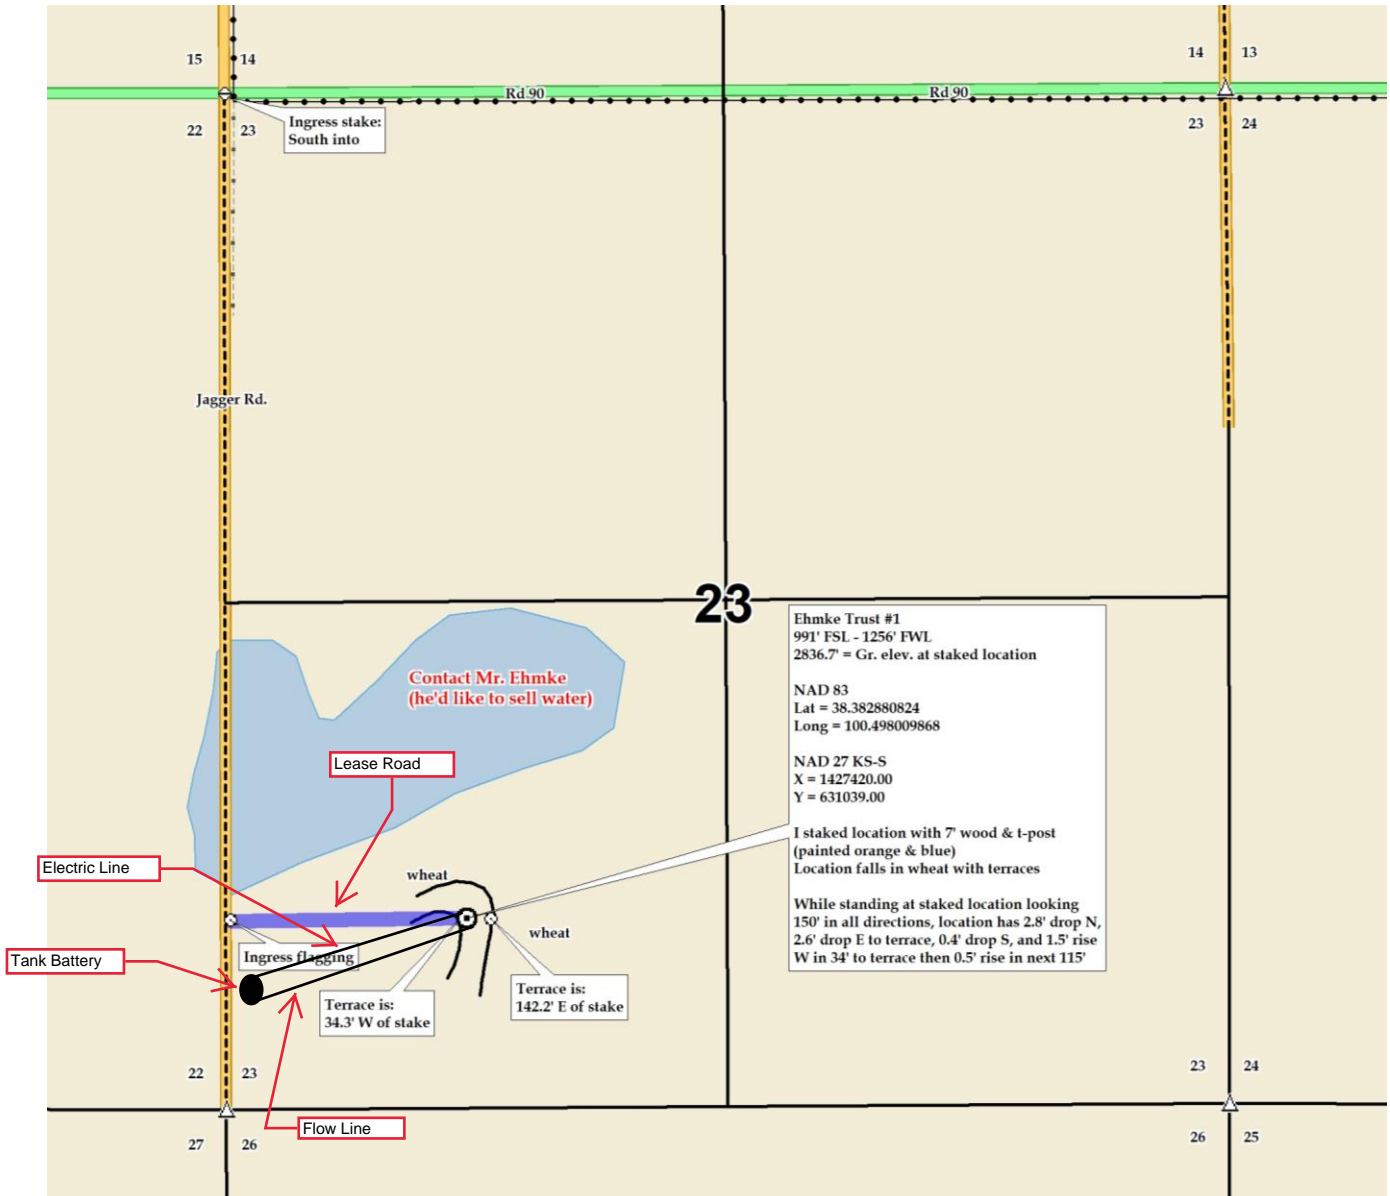 15
14
14
13
Rd 90
Rd 90
Ingress stake:
South into
22
23
23
24
Jagger Rd.
23
Ehmke Trust #1
991' FSL - 1256' FWL
2836.7' = Gr. elev. at staked location
NAD 83
Lat = 38.382880824
Long = 100.498009868
NAD 27 KS-S
X = 1427420.00
Y = 631039.00
I staked location with 7' wood & t-post
(painted orange & blue)
Location falls in wheat with terraces
While standing at staked location looking
150' in all directions, location has 2.8' drop N,
2.6' drop E to terrace, 0.4' drop S, and 1.5' rise
W in 34' to terrace then 0.5' rise in next 115'
Contact Mr. Ehmke
(he'd like to sell water)
Lease Road
Electric Line
wheat
wheat
Ingress flagging
Tank Battery
Terrace is:
34.3' W of stake
Terrace is:
142.2' E of stake
22
23
23
24
Flow Line
27
26
26
25